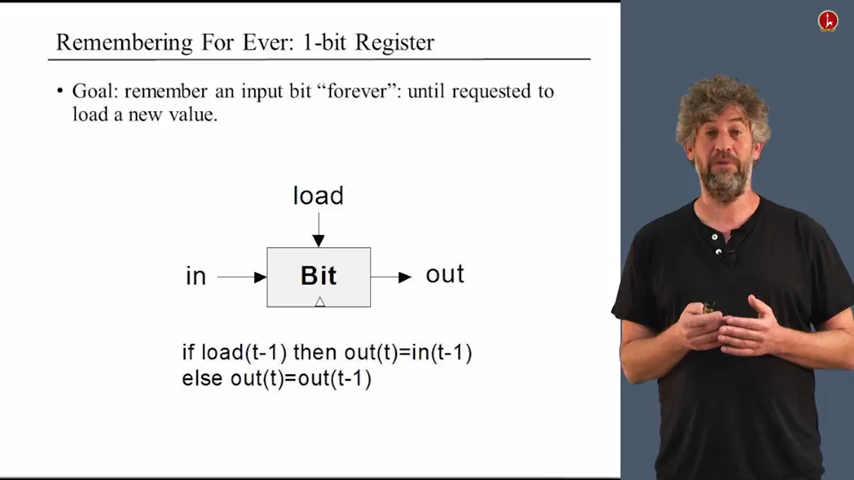 Remembering For Ever: 1-bit Register
• Goal: remember an input bit “forever”: until requested to
load a new value.
load
in
Bit
out
if load(t-1) then out(t)=in(t-1)
else out(t)=out(t-1)